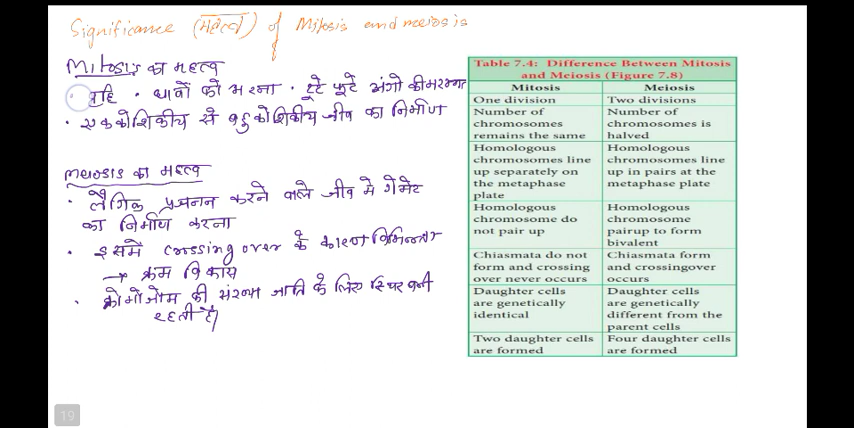 Significance (महत्व) of Mitosis and meiosis
Mitosis का महत्व
· घावों को भरना · टूटे फूटे अंगो की मरम्मत
· एककोशिकीय से बहुकोशिकीय जीव का निर्माण
Meiosis का महत्व
· लैंगिक प्रजनन करने वाले जीव मे गेमेट
का निर्माण करना
· इसमें crossing over के कारण विभिन्नता
→ क्रम विकास
· क्रोमोजोम की संख्या जाति के लिए स्थिर बनी
रहती है
Table 7.4: Difference Between Mitosis
and Meiosis (Figure 7.8)
Mitosis Meiosis
One division Two divisions
Number of Number of
chromosomes chromosomes is
remains the same halved
Homologous Homologous
chromosomes line chromosomes line
up separately on up in pairs at the
the metaphase metaphase plate
plate
Homologous Homologous
chromosome do chromosome
not pair up pairup to form
bivalent
Chiasmata do not Chiasmata form
form and crossing and crossingover
over never occurs occurs
Daughter cells Daughter cells
are genetically are genetically
identical different from the
parent cells
Two daughter cells Four daughter cells
are formed are formed
19